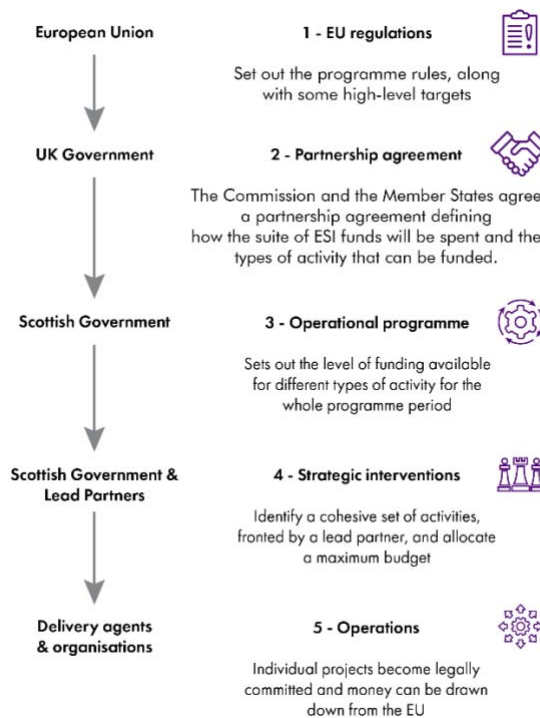 European Union
1 - EU regulations
Set out the programme rules, along
with some high-level targets
UK Government
2 - Partnership agreement
The Commission and the Member States agree
a partnership agreement defining
how the suite of ESI funds will be spent and the
types of activity that can be funded.
Scottish Government
3 - Operational programme
Sets out the level of funding available
for different types of activity for the
whole programme period
Scottish Government &
Lead Partners
4 - Strategic interventions
Identify a cohesive set of activities,
fronted by a lead partner, and allocate
a maximum budget
Delivery agents
& organisations
5 - Operations
Individual projects become legally
committed and money can be drawn
down from the EU